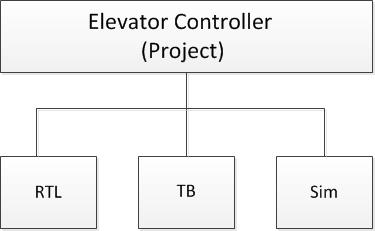 Elevator Controller
(Project)
RTL
TB
Sim